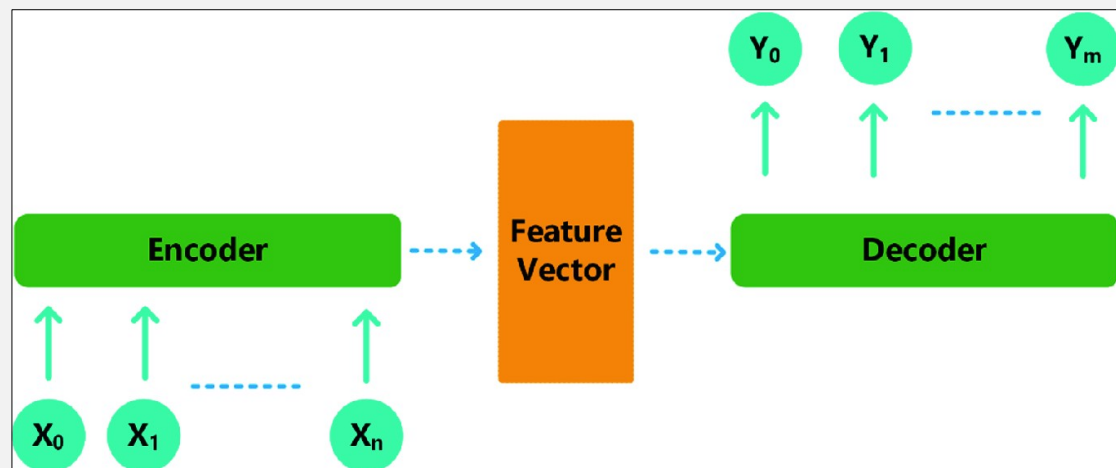 Y₀ Y₁ Yₘ
Encoder
Feature
Vector
Decoder
X₀ X₁ Xₙ